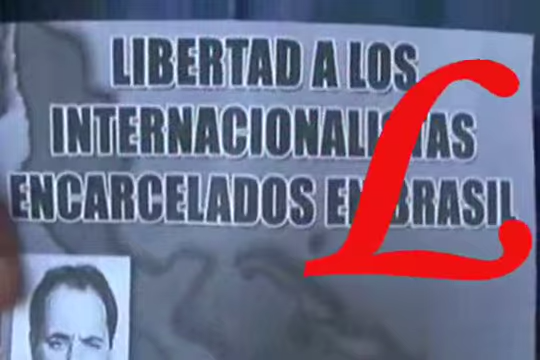 LIBERTAD A LOS
INTERNACIONALISTAS
ENCARCELADOS EN BRASIL
L